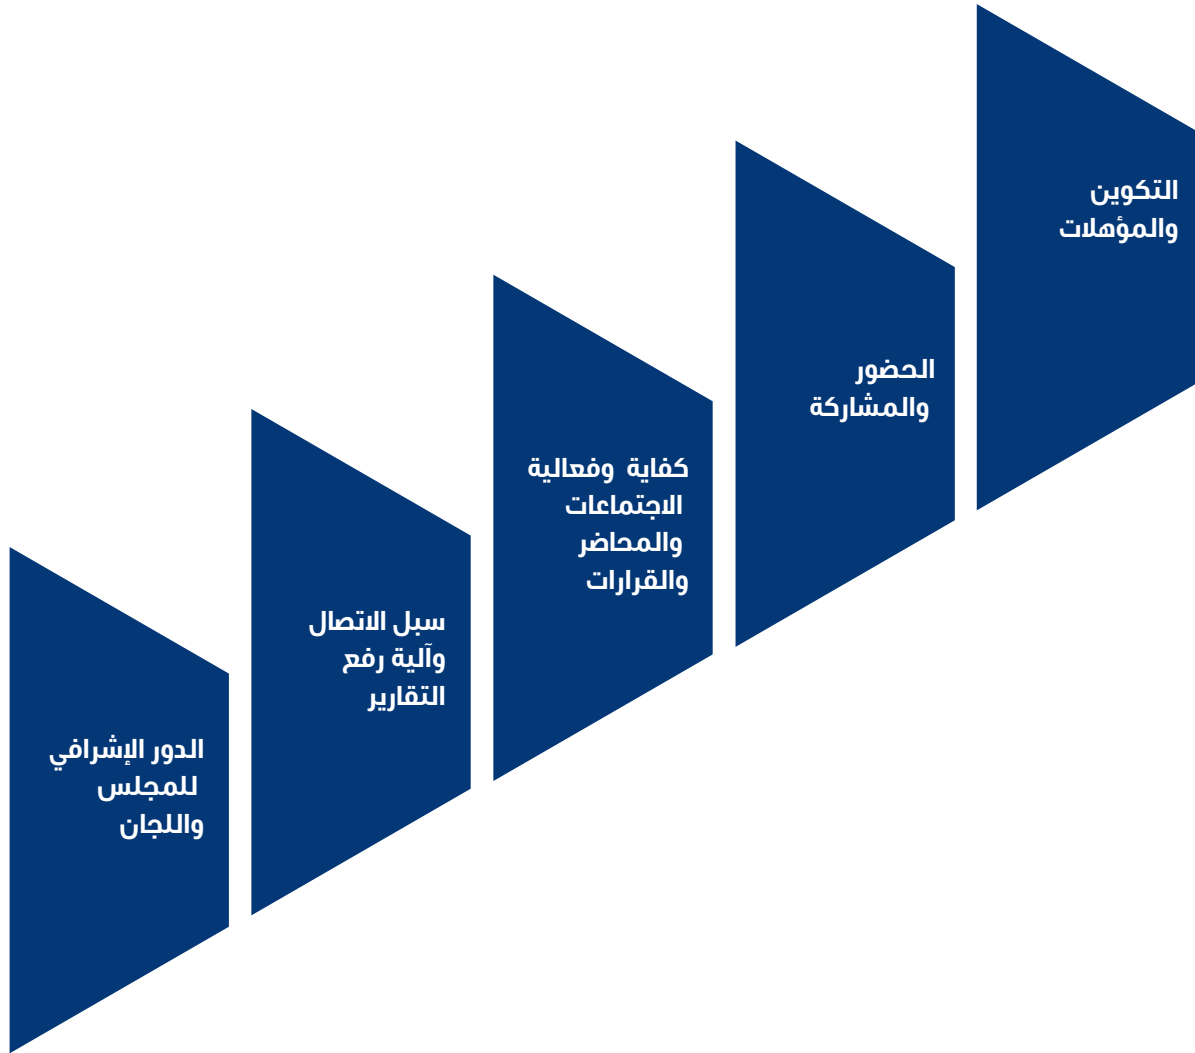 التكوين
والمؤهلات
الحضور
والمشاركة
كفاية وفعالية
الاجتماعات
والمحاضر
والقرارات
سبل الاتصال
وآلية رفع
التقارير
الدور الإشرافي
للمجلس
واللجان